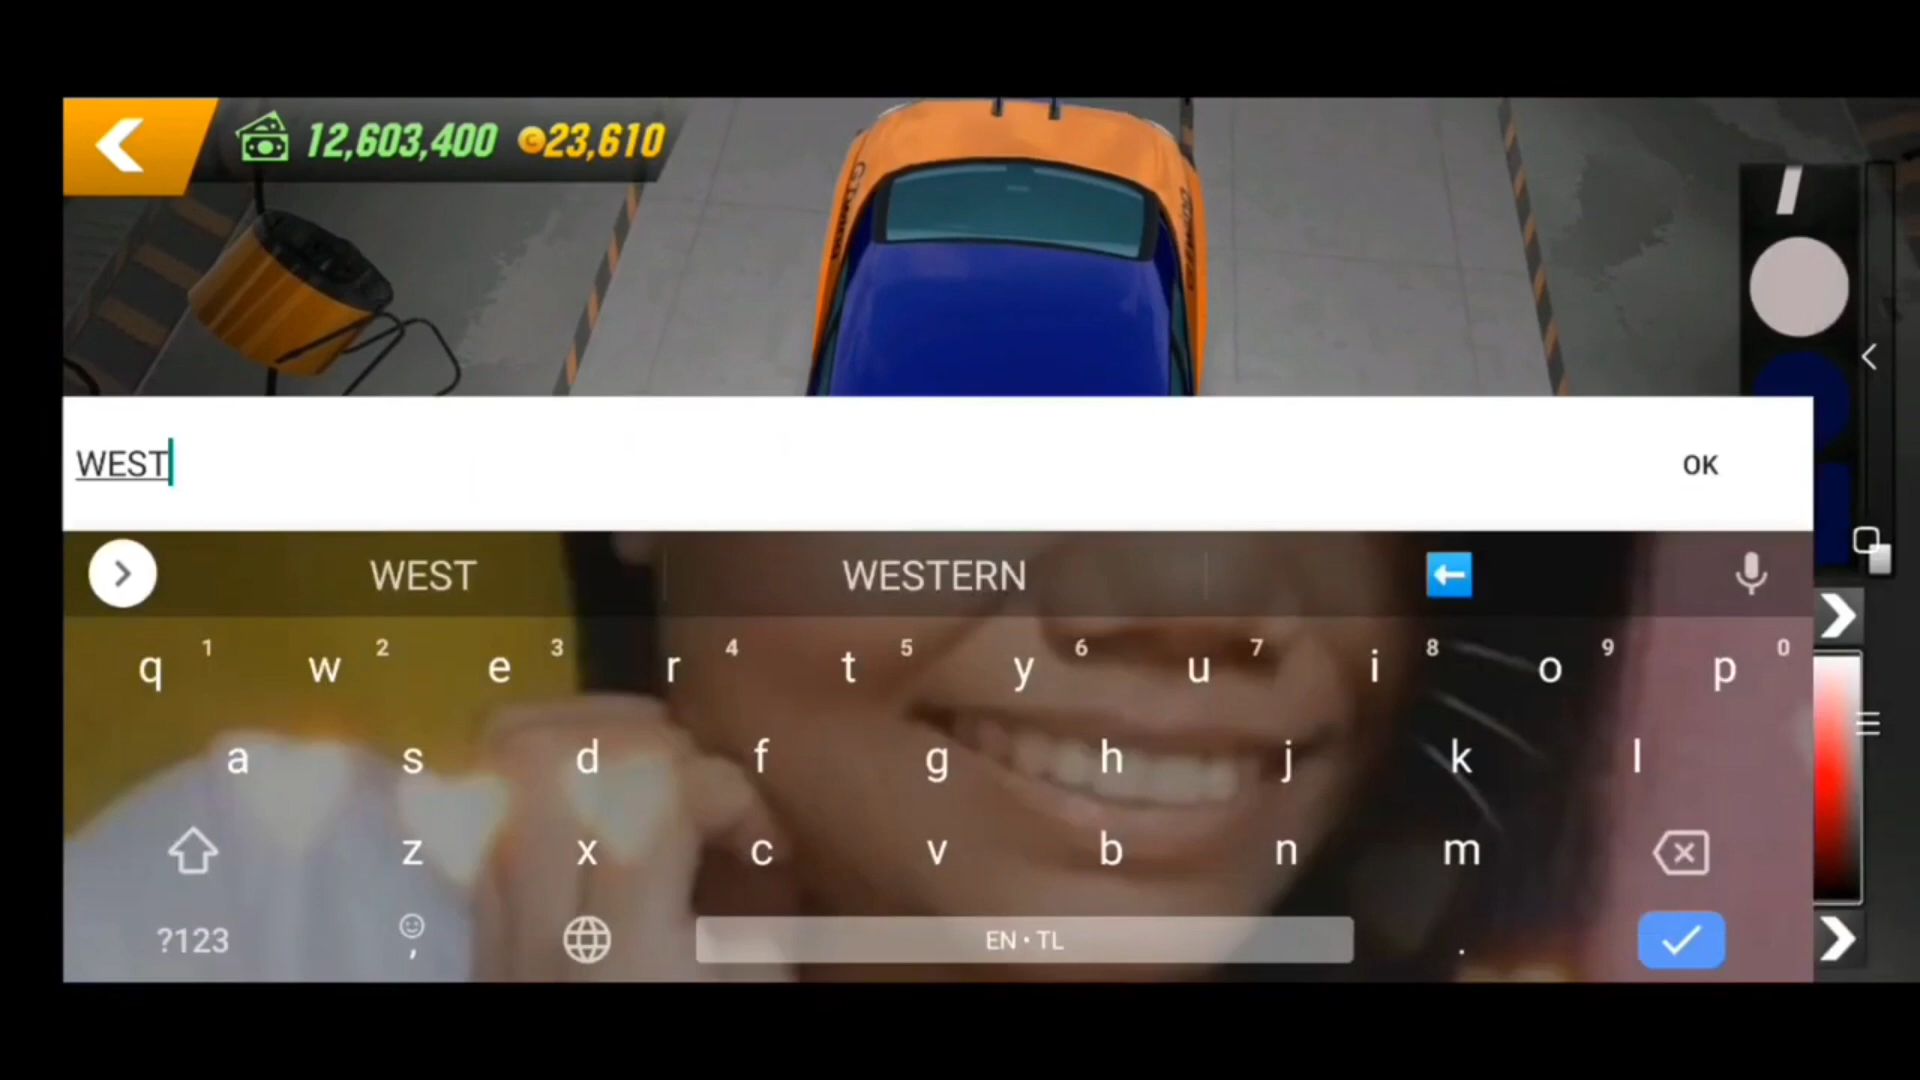 12,603,400 23,610
WEST OK
WEST WESTERN
q 1 w 2 e 3 r 4 t 5 y 6 u 7 i 8 o 9 p 0
a s d f g h j k l
z x c v b n m
?123 , EN • TL .